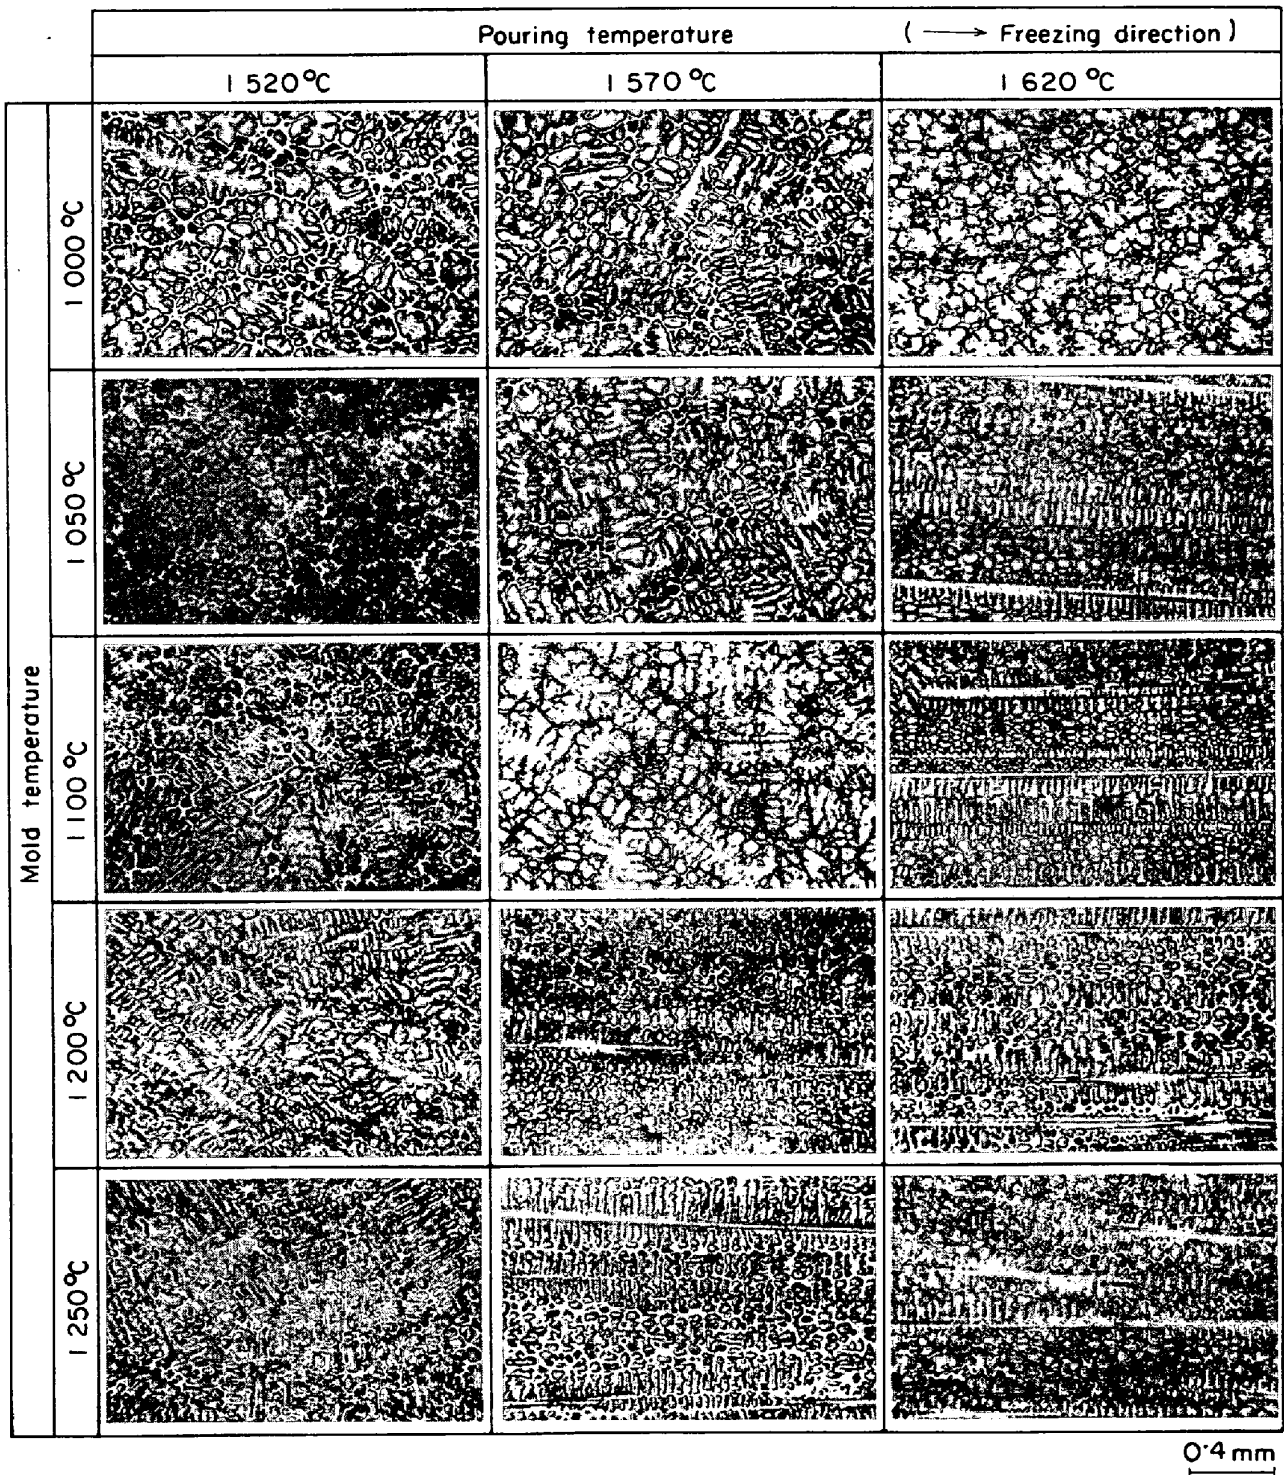 Pouring temperature (⟶ Freezing direction)
1 520 °C 1 570 °C 1 620 °C
Mold temperature
1 000 °C
1 050 °C
1 100 °C
1 200 °C
1 250 °C
0·4 mm